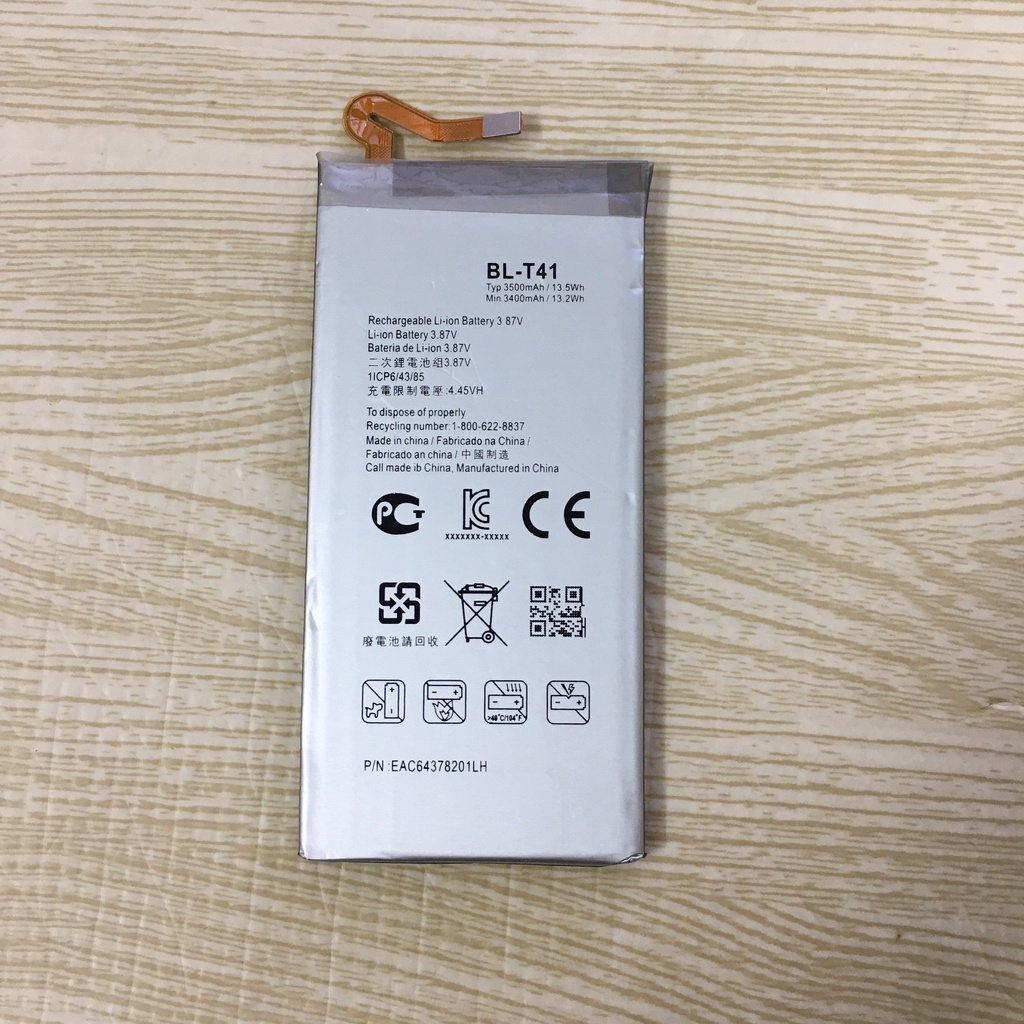 BL-T41
Typ 3500mAh / 13.5Wh
Min 3400mAh / 13.2Wh
Rechargeable Li-ion Battery 3 87V
Li-ion Battery 3.87V
Bateria de Li-ion 3.87V
二次鋰電池組3.87V
1ICP6/43/85
充電限制電壓:4.45VH
To dispose of properly
Recycling number:1-800-622-8837
Made in china / Fabricado na China /
Fabricado an china / 中國制造
Call made ib China, Manufactured in China
PCT KC CE
XXXXXXX-XXXXX
廢電池請回收
>40°C/104°F
P/N :EAC64378201LH